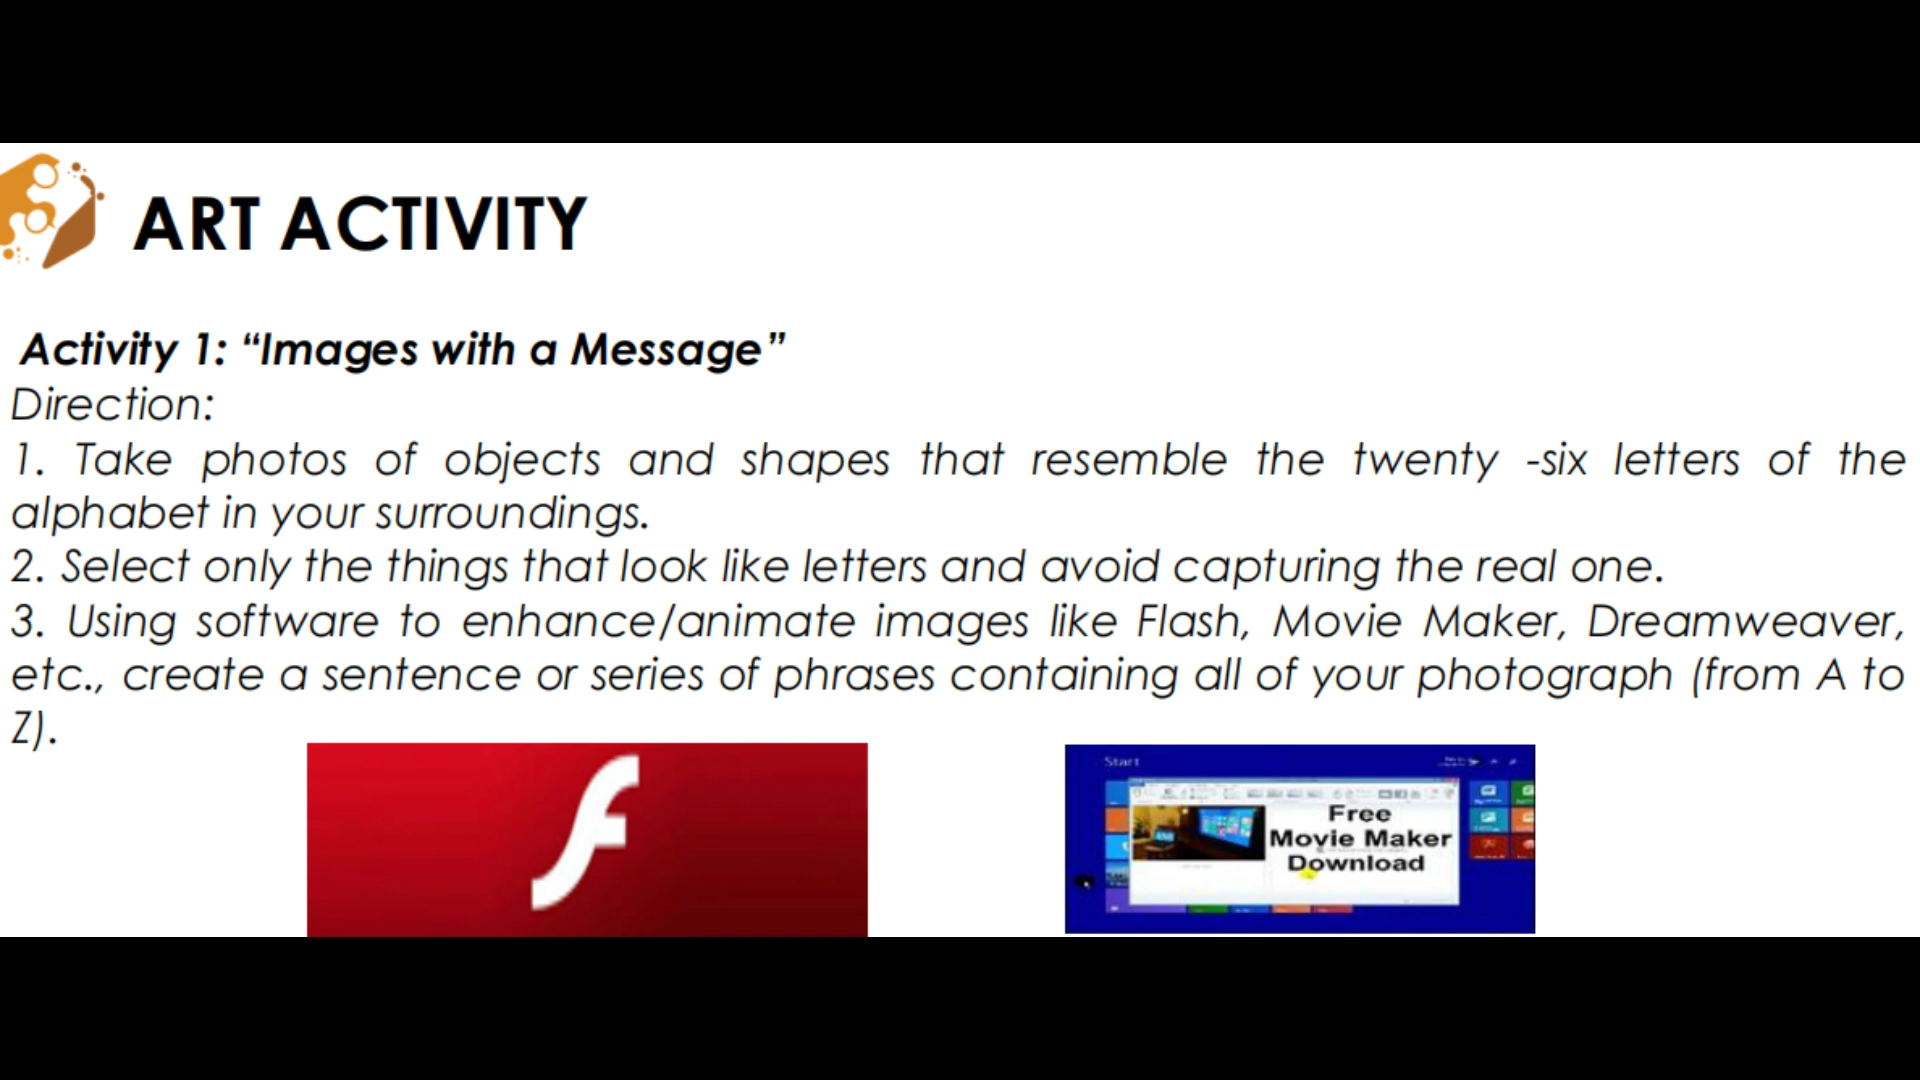 ART ACTIVITY
Activity 1: “Images with a Message”
Direction:
1. Take photos of objects and shapes that resemble the twenty -six letters of the
alphabet in your surroundings.
2. Select only the things that look like letters and avoid capturing the real one.
3. Using software to enhance/animate images like Flash, Movie Maker, Dreamweaver,
etc., create a sentence or series of phrases containing all of your photograph (from A to
Z).
Start
Free
Movie Maker
Download